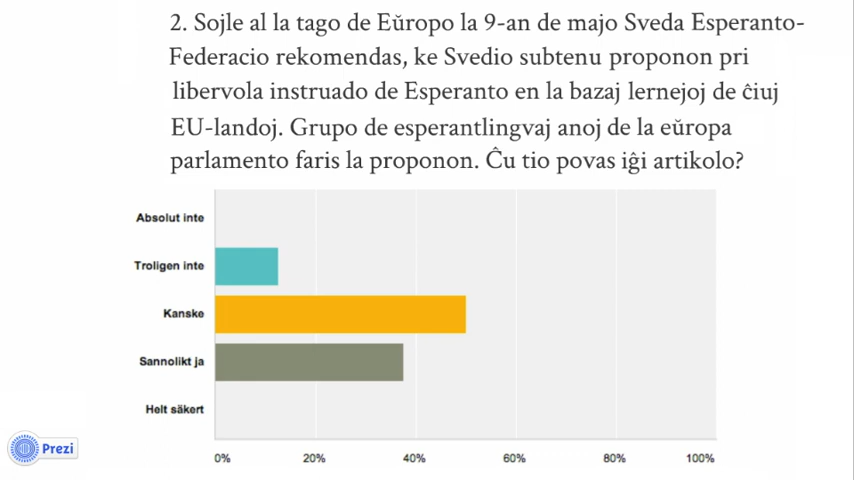 2. Sojle al la tago de Eŭropo la 9-an de majo Sveda Esperanto-
Federacio rekomendas, ke Svedio subtenu proponon pri
libervola instruado de Esperanto en la bazaj lernejoj de ĉiuj
EU-landoj. Grupo de esperantlingvaj anoj de la eŭropa
parlamento faris la proponon. Ĉu tio povas iĝi artikolo?
Absolut inte
Troligen inte
Kanske
Sannolikt ja
Helt säkert
0% 20% 40% 60% 80% 100%
Prezi